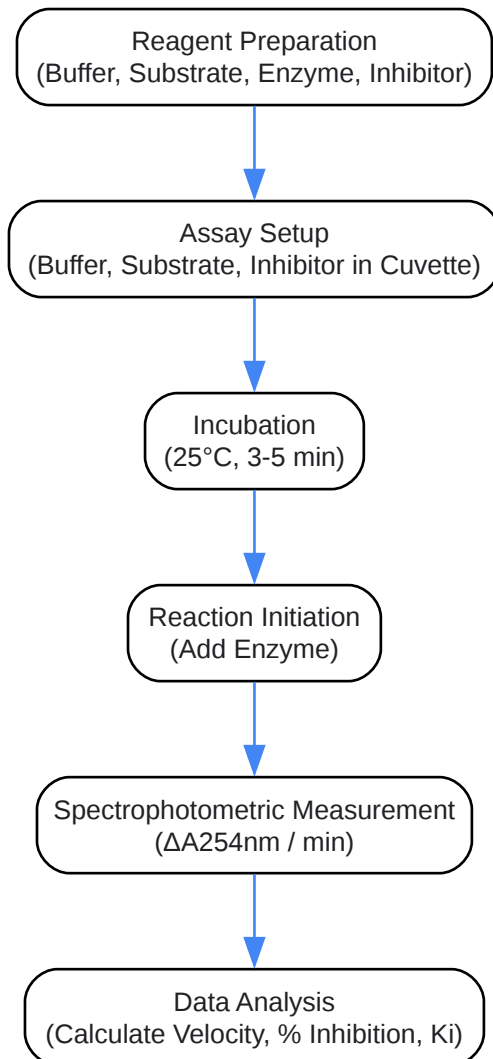 Reagent Preparation
(Buffer, Substrate, Enzyme, Inhibitor)
Assay Setup
(Buffer, Substrate, Inhibitor in Cuvette)
Incubation
(25°C, 3-5 min)
Reaction Initiation
(Add Enzyme)
Spectrophotometric Measurement
(ΔA254nm / min)
Data Analysis
(Calculate Velocity, % Inhibition, Ki)